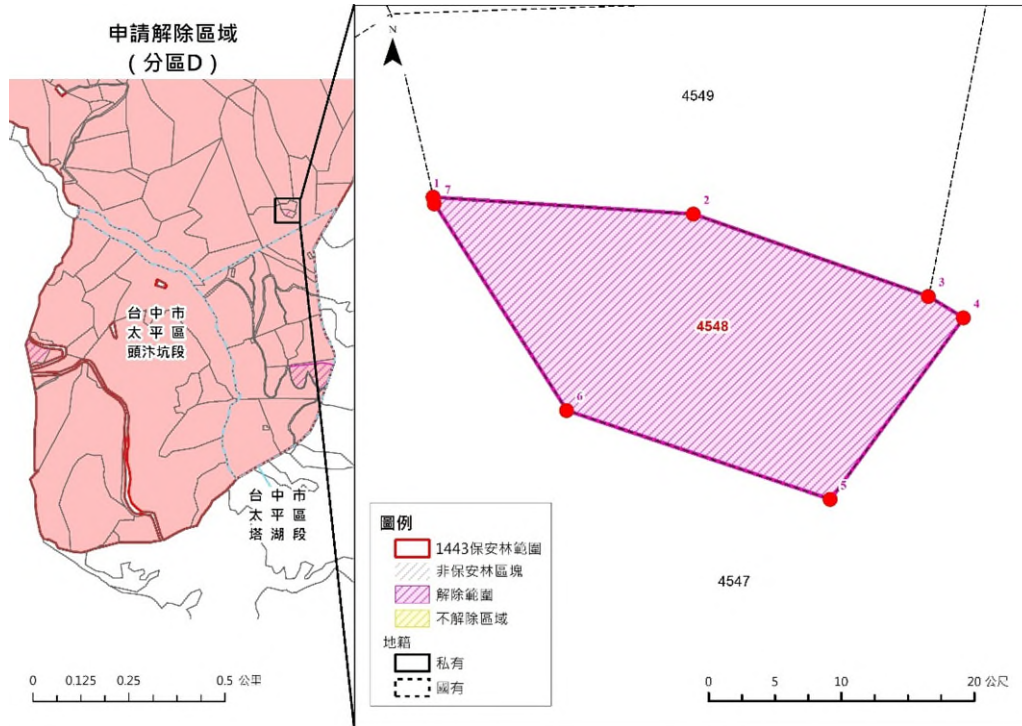 申請解除區域
(分區D)
台中市
太平區
頭汴坑段
台中市
太平區
塔湖段
0 0.125 0.25 0.5 公里
N
4549
1
7
2
3
4
4548
6
5
4547
圖例
1443保安林範圍
非保安林區塊
解除範圍
不解除區域
地籍
私有
國有
0 5 10 20 公尺